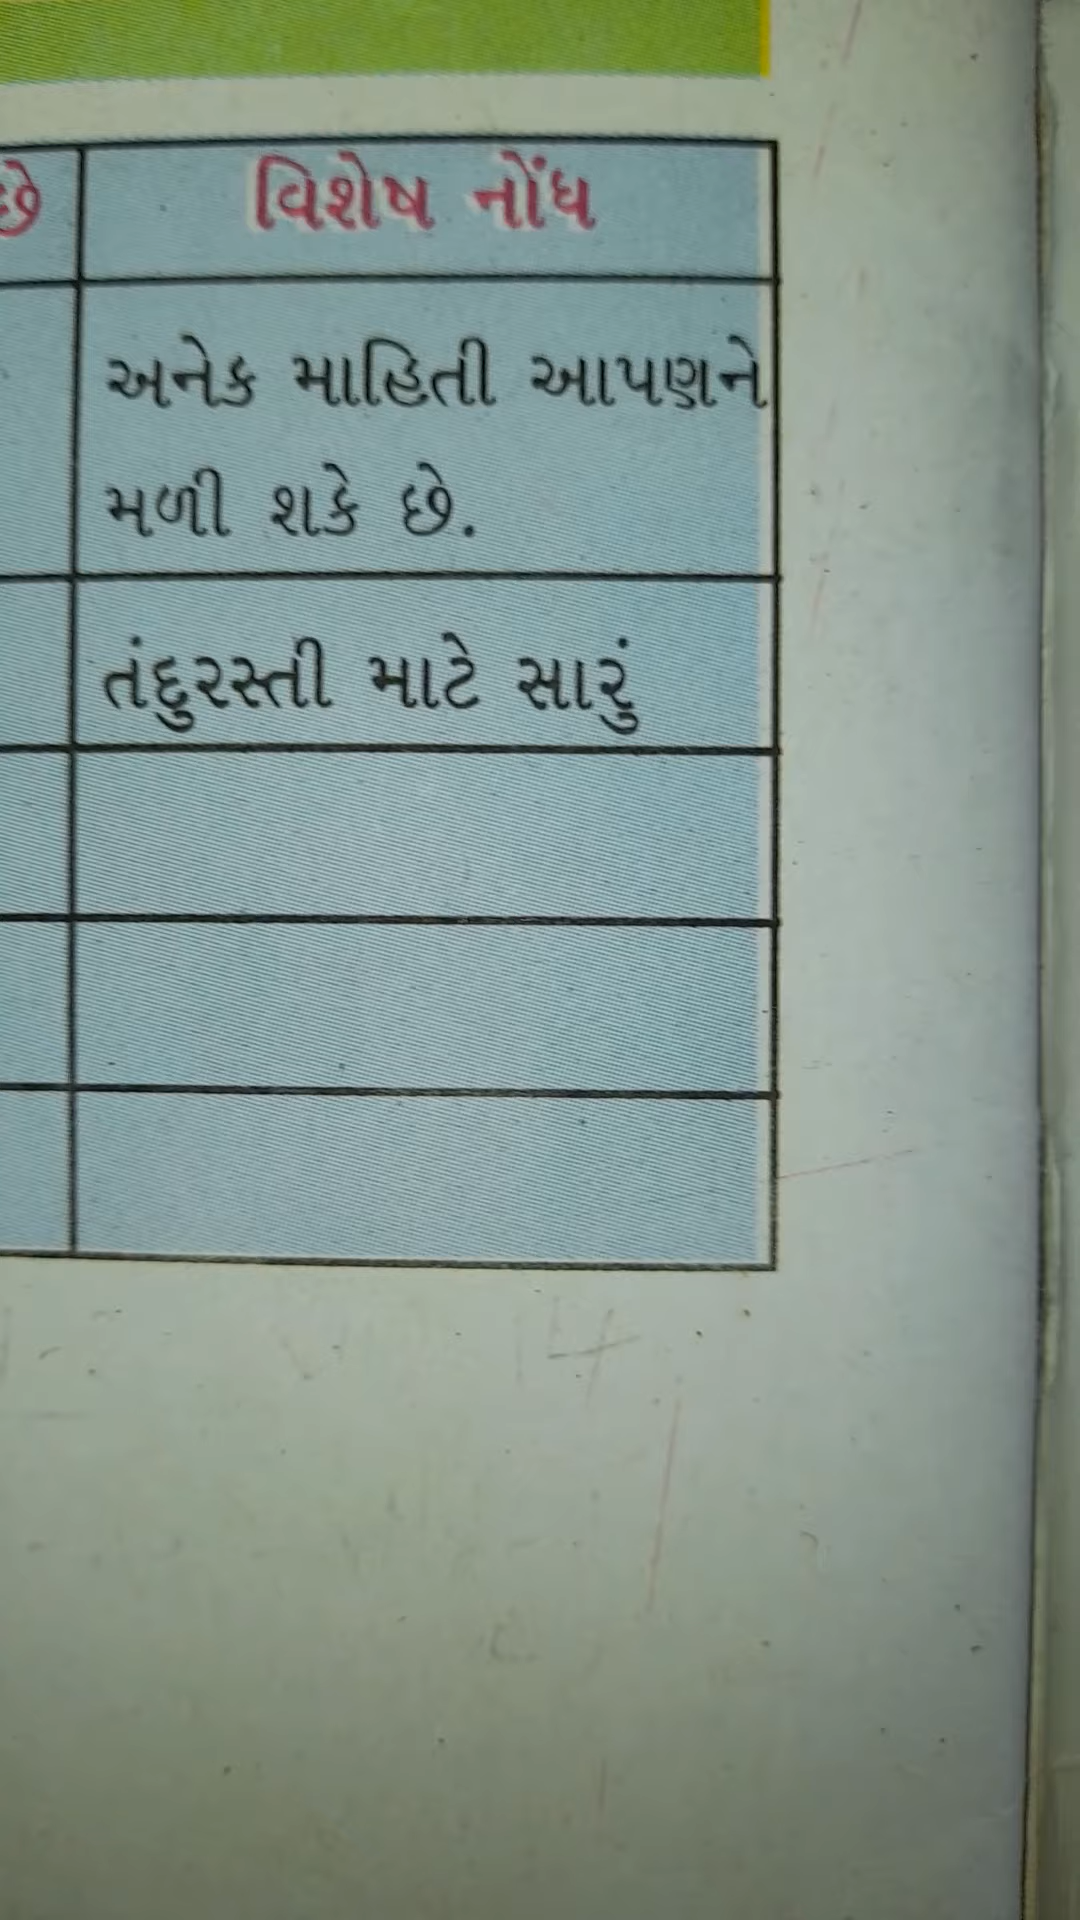 છે વિશેષ નોંધ
અનેક માહિતી આપણને
મળી શકે છે.
તંદુરસ્તી માટે સારું